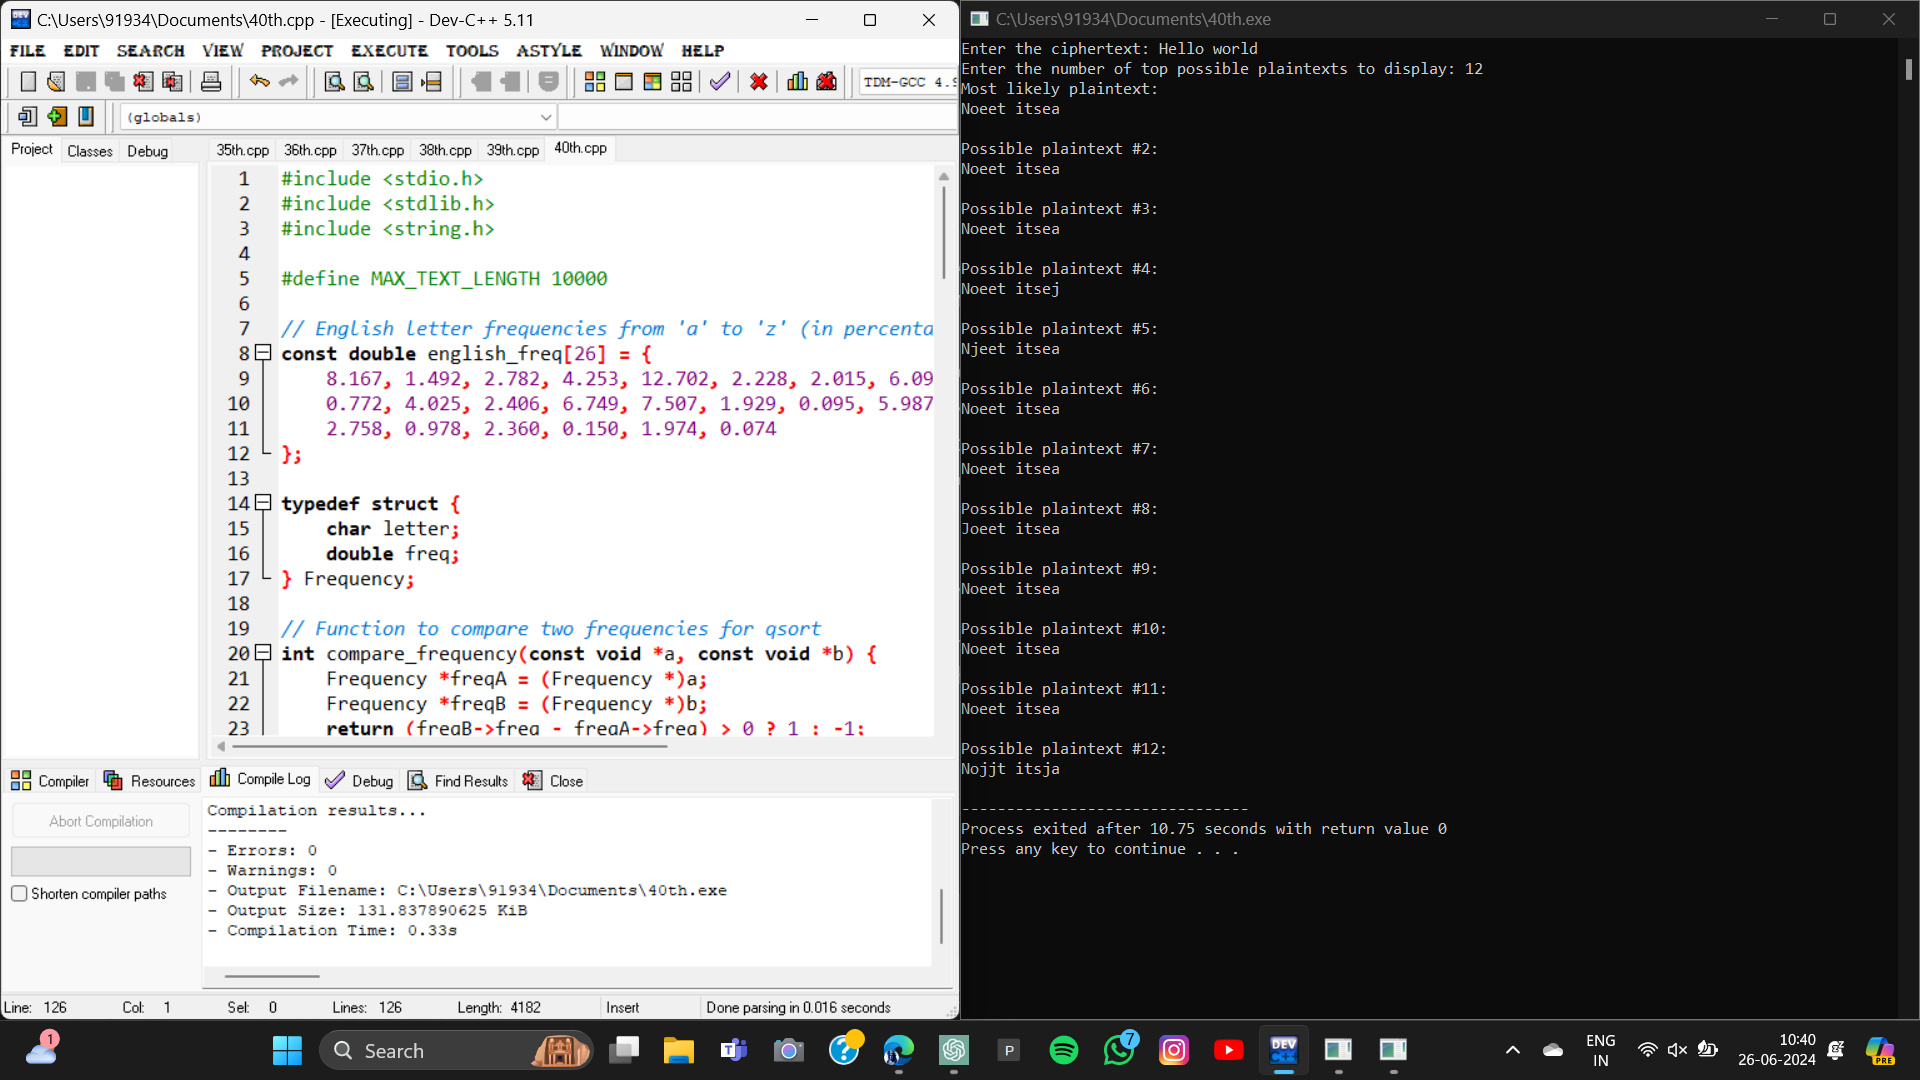 C:\Users\91934\Documents\40th.cpp - [Executing] - Dev-C++ 5.11
FILE EDIT SEARCH VIEW PROJECT EXECUTE TOOLS ASTYLE WINDOW HELP
TDM-GCC 4.9
(globals)
Project Classes Debug
35th.cpp 36th.cpp 37th.cpp 38th.cpp 39th.cpp 40th.cpp
1 #include <stdio.h>
2 #include <stdlib.h>
3 #include <string.h>
4
5 #define MAX_TEXT_LENGTH 10000
6
7 // English letter frequencies from 'a' to 'z' (in percenta
8 const double english_freq[26] = {
9 8.167, 1.492, 2.782, 4.253, 12.702, 2.228, 2.015, 6.09
10 0.772, 4.025, 2.406, 6.749, 7.507, 1.929, 0.095, 5.987
11 2.758, 0.978, 2.360, 0.150, 1.974, 0.074
12 };
13
14 typedef struct {
15 char letter;
16 double freq;
17 } Frequency;
18
19 // Function to compare two frequencies for qsort
20 int compare_frequency(const void *a, const void *b) {
21 Frequency *freqA = (Frequency *)a;
22 Frequency *freqB = (Frequency *)b;
23 return (freqB->freq - freqA->freq) > 0 ? 1 : -1;
Compiler Resources Compile Log Debug Find Results Close
Abort Compilation
Shorten compiler paths
Compilation results...
--------
- Errors: 0
- Warnings: 0
- Output Filename: C:\Users\91934\Documents\40th.exe
- Output Size: 131.837890625 KiB
- Compilation Time: 0.33s
Line: 126 Col: 1 Sel: 0 Lines: 126 Length: 4182 Insert Done parsing in 0.016 seconds
C:\Users\91934\Documents\40th.exe
Enter the ciphertext: Hello world
Enter the number of top possible plaintexts to display: 12
Most likely plaintext:
Noeet itsea
Possible plaintext #2:
Noeet itsea
Possible plaintext #3:
Noeet itsea
Possible plaintext #4:
Noeet itsej
Possible plaintext #5:
Njeet itsea
Possible plaintext #6:
Noeet itsea
Possible plaintext #7:
Noeet itsea
Possible plaintext #8:
Joeet itsea
Possible plaintext #9:
Noeet itsea
Possible plaintext #10:
Noeet itsea
Possible plaintext #11:
Noeet itsea
Possible plaintext #12:
Nojjt itsja
--------------------------------
Process exited after 10.75 seconds with return value 0
Press any key to continue . . .
1
Search
DEV
P
7
ENG
IN
10:40
26-06-2024
PRE